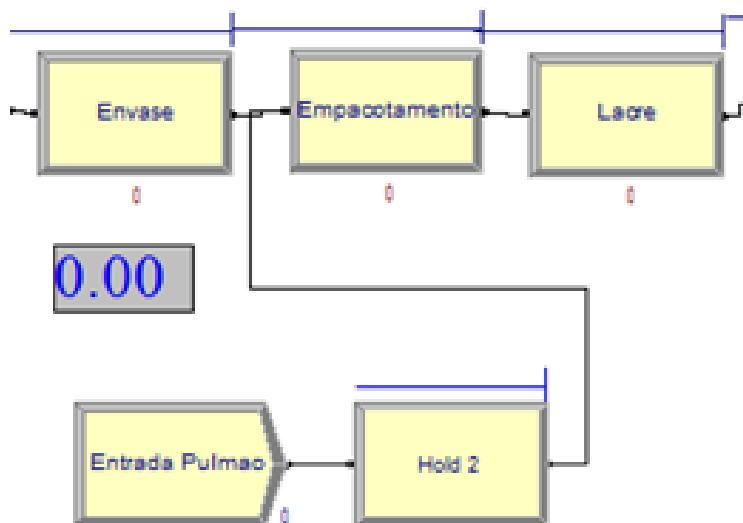 Envase
Empacotamento
Lacre
0
0
0
0.00
Entrada Pulmao
Hold 2
0